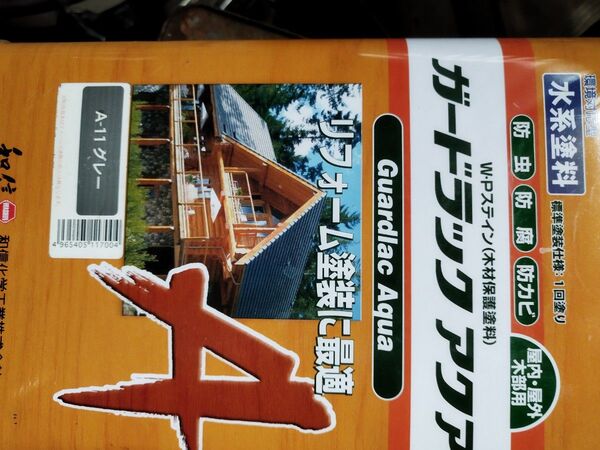 水系塗料
防虫 防腐 防カビ
標準塗装仕様:1回塗り
屋内・屋外
木部用
W・Pステイン(木材保護塗料)
ガードラック アクア
Guardlac Aqua
リフォーム塗装に最適
A-11 グレー
4965405117004
A
和信